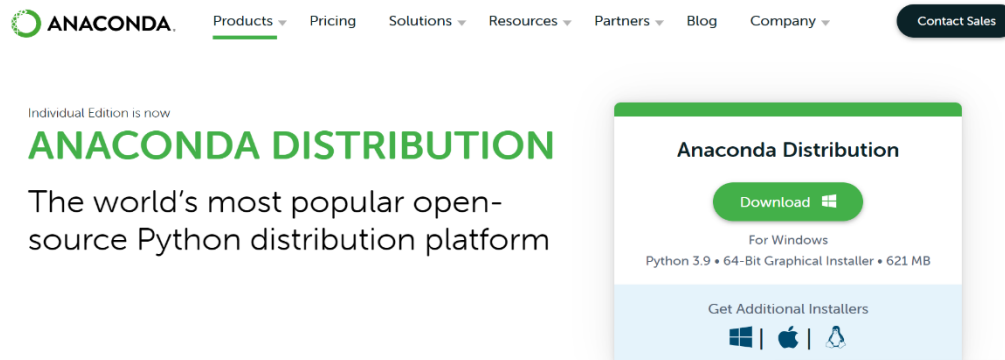 ANACONDA.
Products Pricing Solutions Resources Partners Blog Company Contact Sales
Individual Edition is now
ANACONDA DISTRIBUTION
The world's most popular open-
source Python distribution platform
Anaconda Distribution
Download
For Windows
Python 3.9 • 64-Bit Graphical Installer • 621 MB
Get Additional Installers